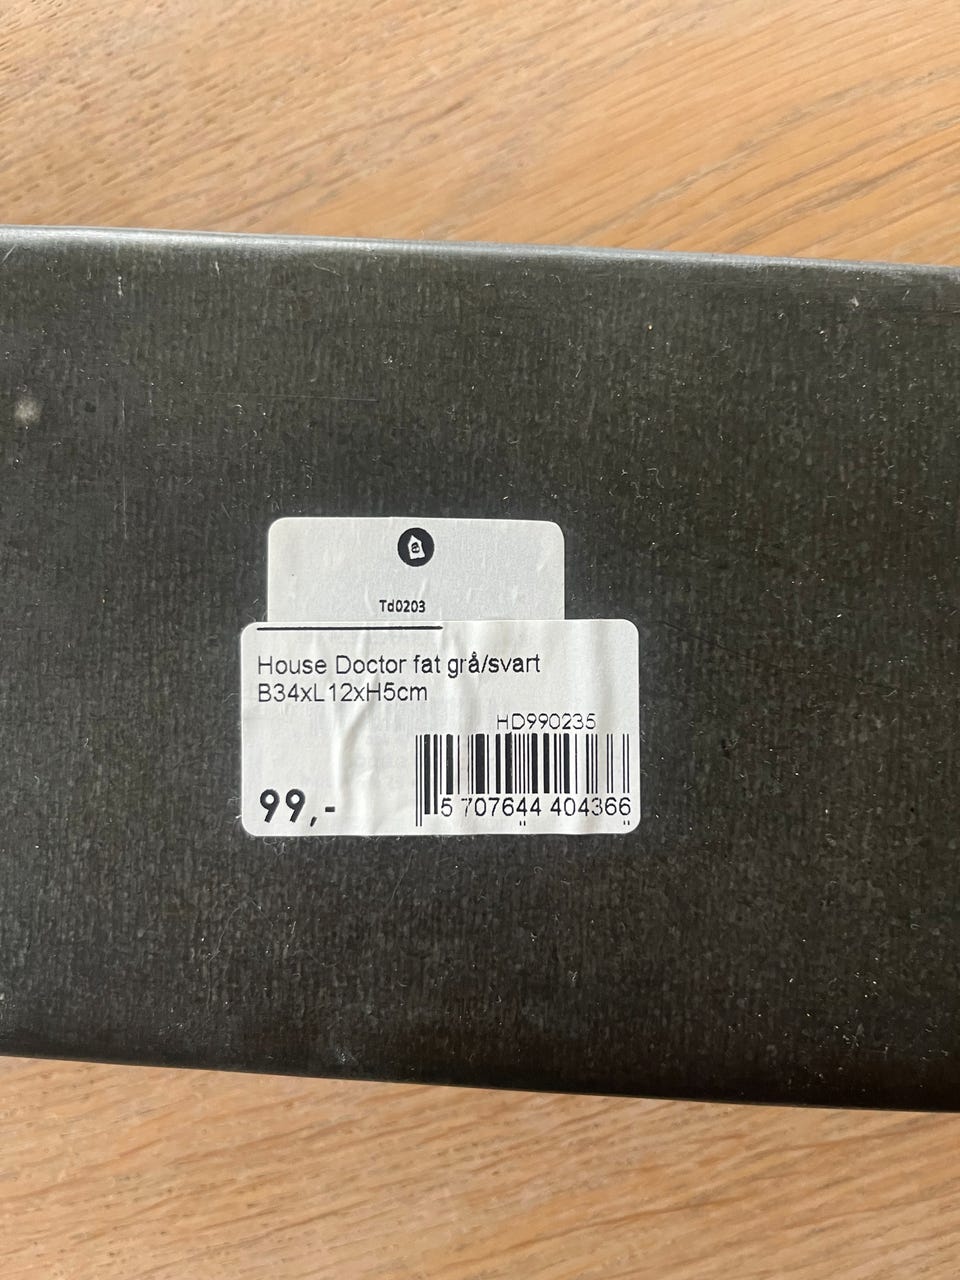 Td0203
House Doctor fat grå/svart
B34xL12xH5cm
HD990235
99,-
5 707644 404366